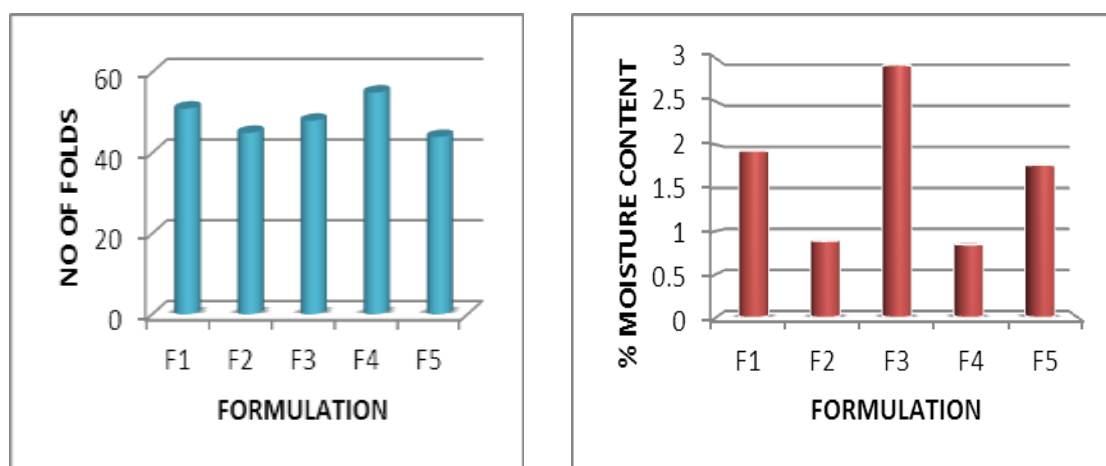 NO OF FOLDS
60
40
20
0
F1 F2 F3 F4 F5
FORMULATION
% MOISTURE CONTENT
3
2.5
2
1.5
1
0.5
0
F1 F2 F3 F4 F5
FORMULATION